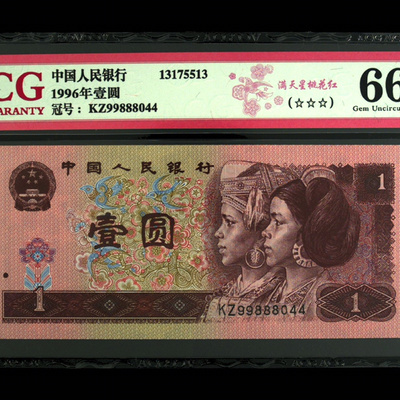 CG
ARANTY
中国人民银行 13175513
1996年壹圆
冠号: KZ99888044
满天星桃花红
(☆☆☆)
66
Gem Uncircu
中国人民银行
1
壹圆
1
1
KZ99888044